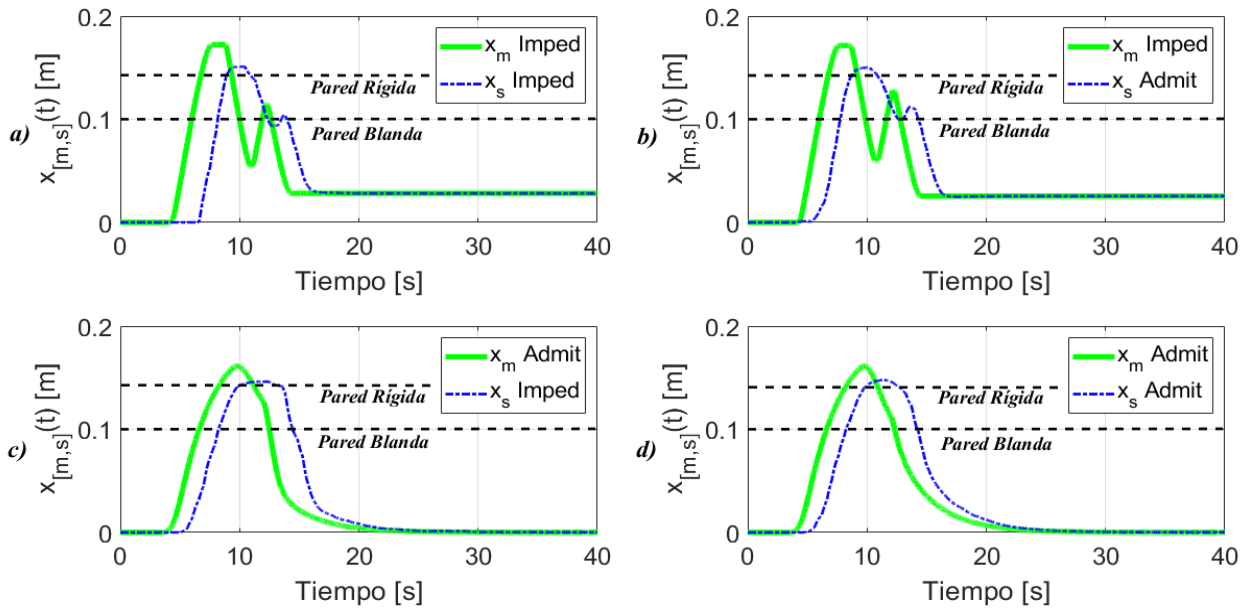 a)
x[m,s](t) [m]
0.2
0.1
0
x_m Imped
x_s Imped
Pared Rígida
Pared Blanda
0 10 20 30 40
Tiempo [s]
b)
x[m,s](t) [m]
0.2
0.1
0
x_m Imped
x_s Admit
Pared Rígida
Pared Blanda
0 10 20 30 40
Tiempo [s]
c)
x[m,s](t) [m]
0.2
0.1
0
x_m Admit
x_s Imped
Pared Rígida
Pared Blanda
0 10 20 30 40
Tiempo [s]
d)
x[m,s](t) [m]
0.2
0.1
0
x_m Admit
x_s Admit
Pared Rígida
Pared Blanda
0 10 20 30 40
Tiempo [s]